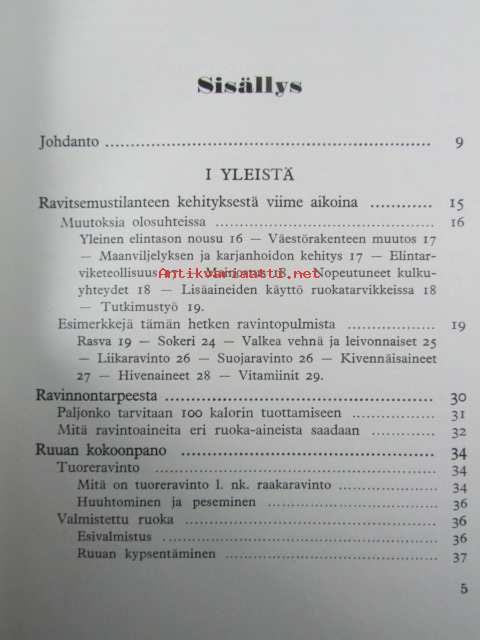 Sisällys
Johdanto 9
I YLEISTÄ
Ravitsemustilanteen kehityksestä viime aikoina 15
Muutoksia olosuhteissa 16
Yleinen elintason nousu 16 — Väestörakenteen muutos 17
— Maanviljelyksen ja karjanhoidon kehitys 17 — Elintar-
viketeollisuus — Mainonta — Nopeutuneet kulku-
Antikvariaatti.net
yhteydet 18 — Lisäaineiden käyttö ruokatarvikkeissa 18
— Tutkimustyö 19.
Esimerkkejä tämän hetken ravintopulmista 19
Rasva 19 — Sokeri 24 — Valkea vehnä ja leivonnaiset 25
— Liikaravinto 26 — Suojaravinto 26 — Kivennäisaineet
27 — Hivenaineet 28 — Vitamiinit 29.
Ravinnontarpeesta 30
Paljonko tarvitaan 100 kalorin tuottamiseen 31
Mitä ravintoaineita eri ruoka-aineista saadaan 32
Ruuan kokoonpano 34
Tuoreravinto 34
Mitä on tuoreravinto l. nk. raakaravinto 34
Huuhtominen ja peseminen 36
Valmistettu ruoka 36
Esivalmistus 36
Ruuan kypsentäminen 37
5